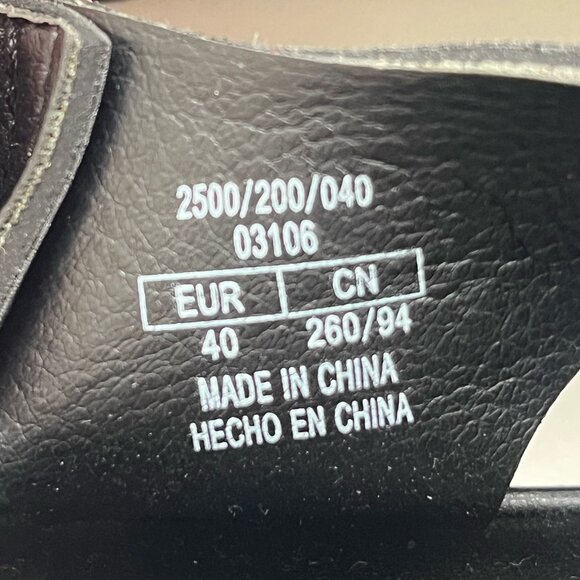 2500/200/040
03106
EUR CN
40 260/94
MADE IN CHINA
HECHO EN CHINA